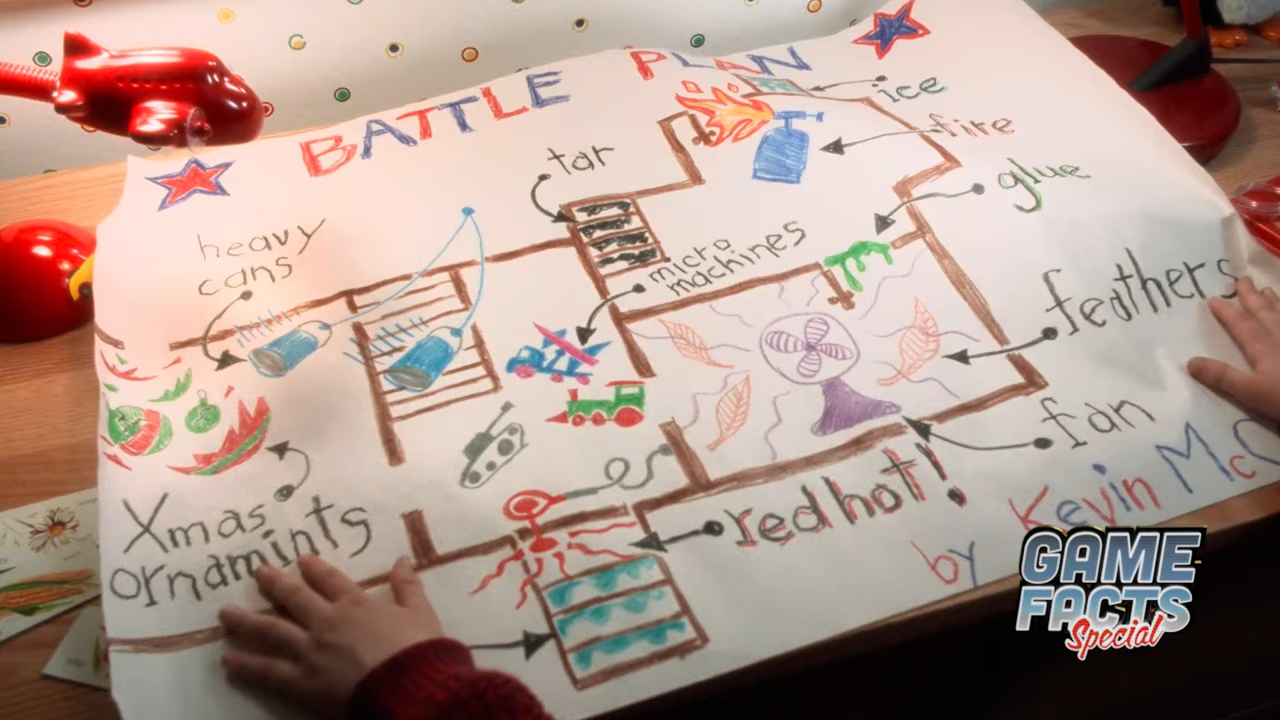 BATTLE PLAN
ice
fire
tar
glue
heavy
cans
micro
machines
feathers
fan
Xmas
ornamints
red hot!
by Kevin McC
GAME
FACTS
Special